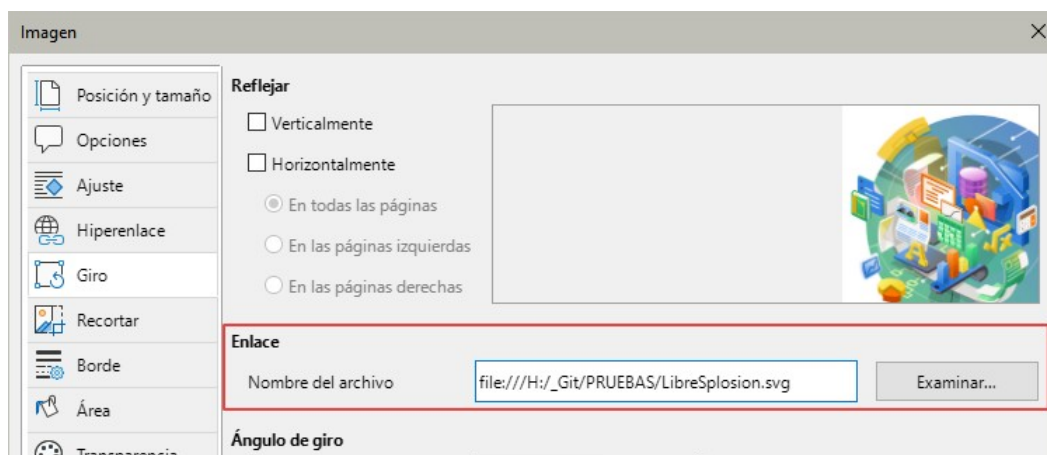 Imagen
Posición y tamaño
Opciones
Ajuste
Hiperenlace
Giro
Recortar
Borde
Área
Transparencia
Reflejar
Verticalmente
Horizontalmente
En todas las páginas
En las páginas izquierdas
En las páginas derechas
Enlace
Nombre del archivo file:///H:/_Git/PRUEBAS/LibreSplosion.svg Examinar...
Ángulo de giro